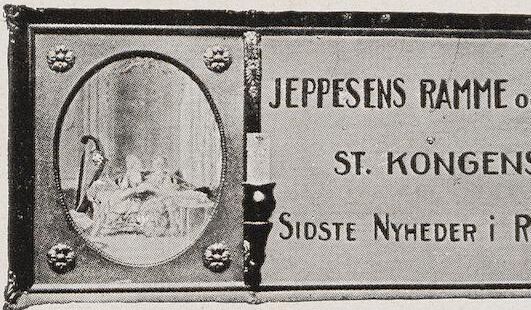 JEPPESENS RAMME O
ST. KONGENS
SIDSTE NYHEDER i R